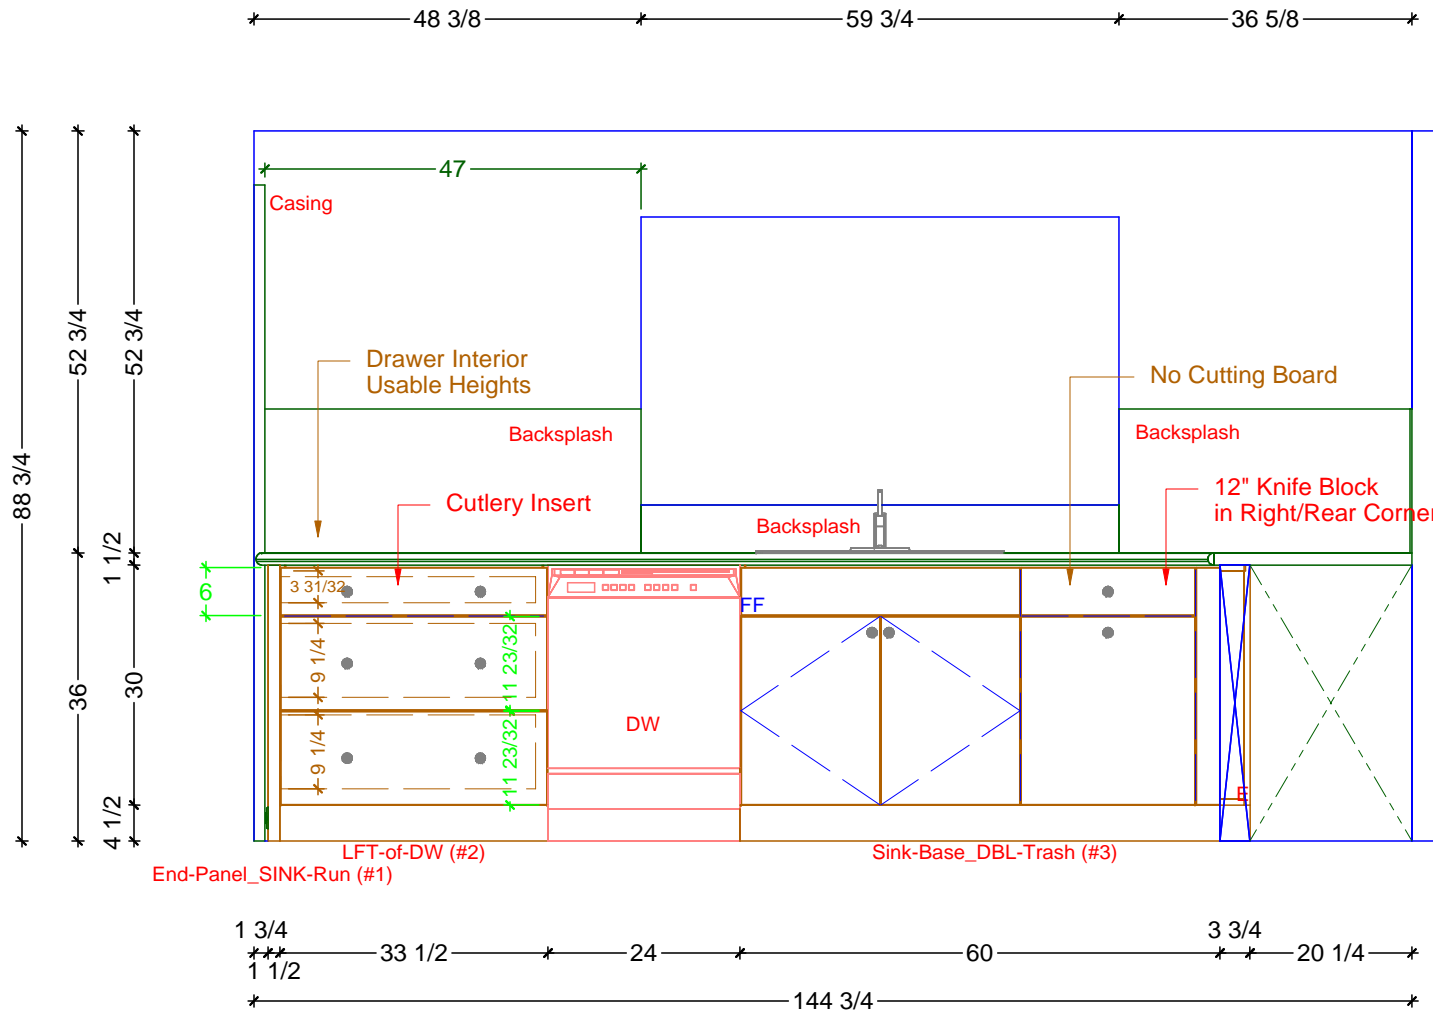 48 3/8
59 3/4
36 5/8
47
Casing
52 3/4
52 3/4
88 3/4
Drawer Interior
Usable Heights
No Cutting Board
Backsplash
Backsplash
Cutlery Insert
12" Knife Block
in Right/Rear Corner
Backsplash
1 1/2
6
3 31/32
FF
9 1/4
11 23/32
36
30
DW
9 1/4
11 23/32
E
4 1/2
LFT-of-DW (#2)
Sink-Base_DBL-Trash (#3)
End-Panel_SINK-Run (#1)
1 3/4
3 3/4
33 1/2
24
60
20 1/4
1 1/2
144 3/4